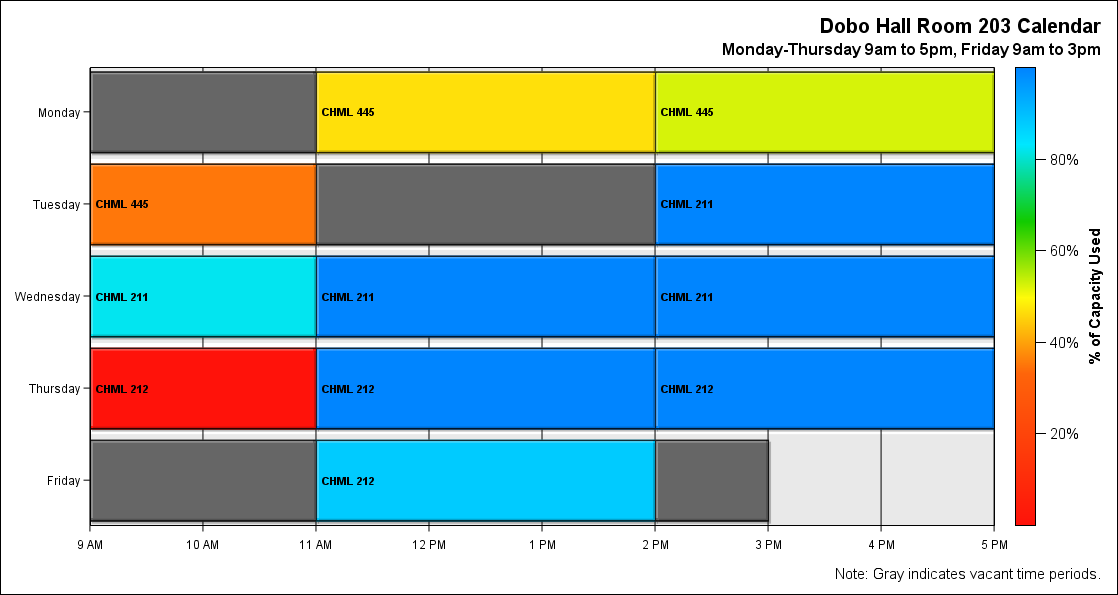 Dobo Hall Room 203 Calendar
Monday-Thursday 9am to 5pm, Friday 9am to 3pm
Monday
CHML 445
CHML 445
Tuesday
CHML 445
CHML 211
Wednesday
CHML 211
CHML 211
CHML 211
Thursday
CHML 212
CHML 212
CHML 212
Friday
CHML 212
9 AM
10 AM
11 AM
12 PM
1 PM
2 PM
3 PM
4 PM
5 PM
80%
60%
40%
20%
% of Capacity Used
Note: Gray indicates vacant time periods.